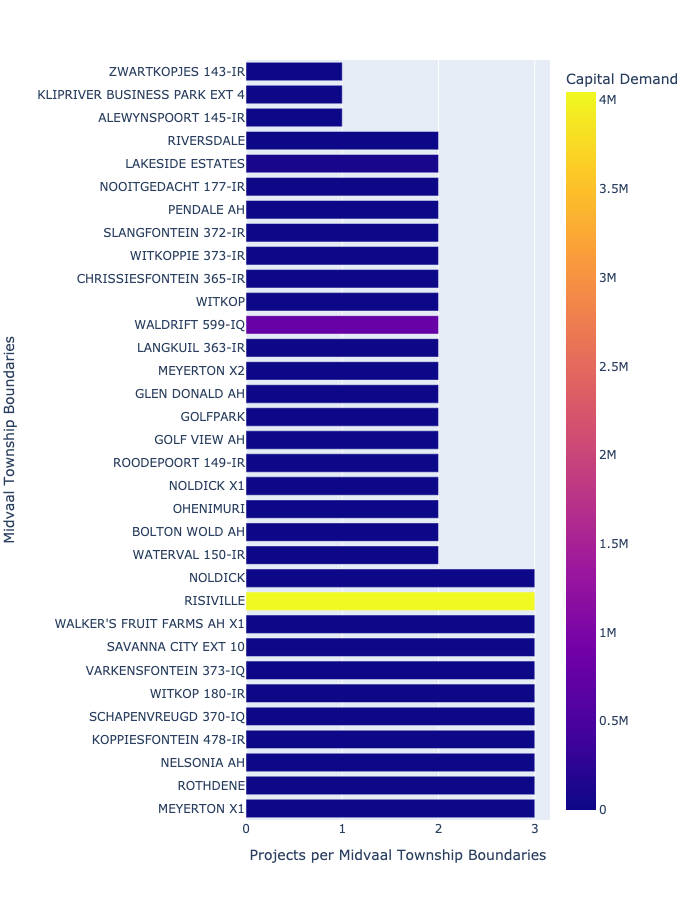 Capital Demand
ZWARTKOPJES 143-IR
KLIPRIVER BUSINESS PARK EXT 4
ALEWYNSPOORT 145-IR
RIVERSDALE
LAKESIDE ESTATES
NOOITGEDACHT 177-IR
PENDALE AH
SLANGFONTEIN 372-IR
WITKOPPIE 373-IR
CHRISSIESFONTEIN 365-IR
WITKOP
WALDRIFT 599-IQ
LANGKUIL 363-IR
MEYERTON X2
GLEN DONALD AH
GOLFPARK
GOLF VIEW AH
ROODEPOORT 149-IR
NOLDICK X1
OHENIMURI
BOLTON WOLD AH
WATERVAL 150-IR
NOLDICK
RISIVILLE
WALKER'S FRUIT FARMS AH X1
SAVANNA CITY EXT 10
VARKENSFONTEIN 373-IQ
WITKOP 180-IR
SCHAPENVREUGD 370-IQ
KOPPIESFONTEIN 478-IR
NELSONIA AH
ROTHDENE
MEYERTON X1
Midvaal Township Boundaries
0 1 2 3
Projects per Midvaal Township Boundaries
4M
3.5M
3M
2.5M
2M
1.5M
1M
0.5M
0